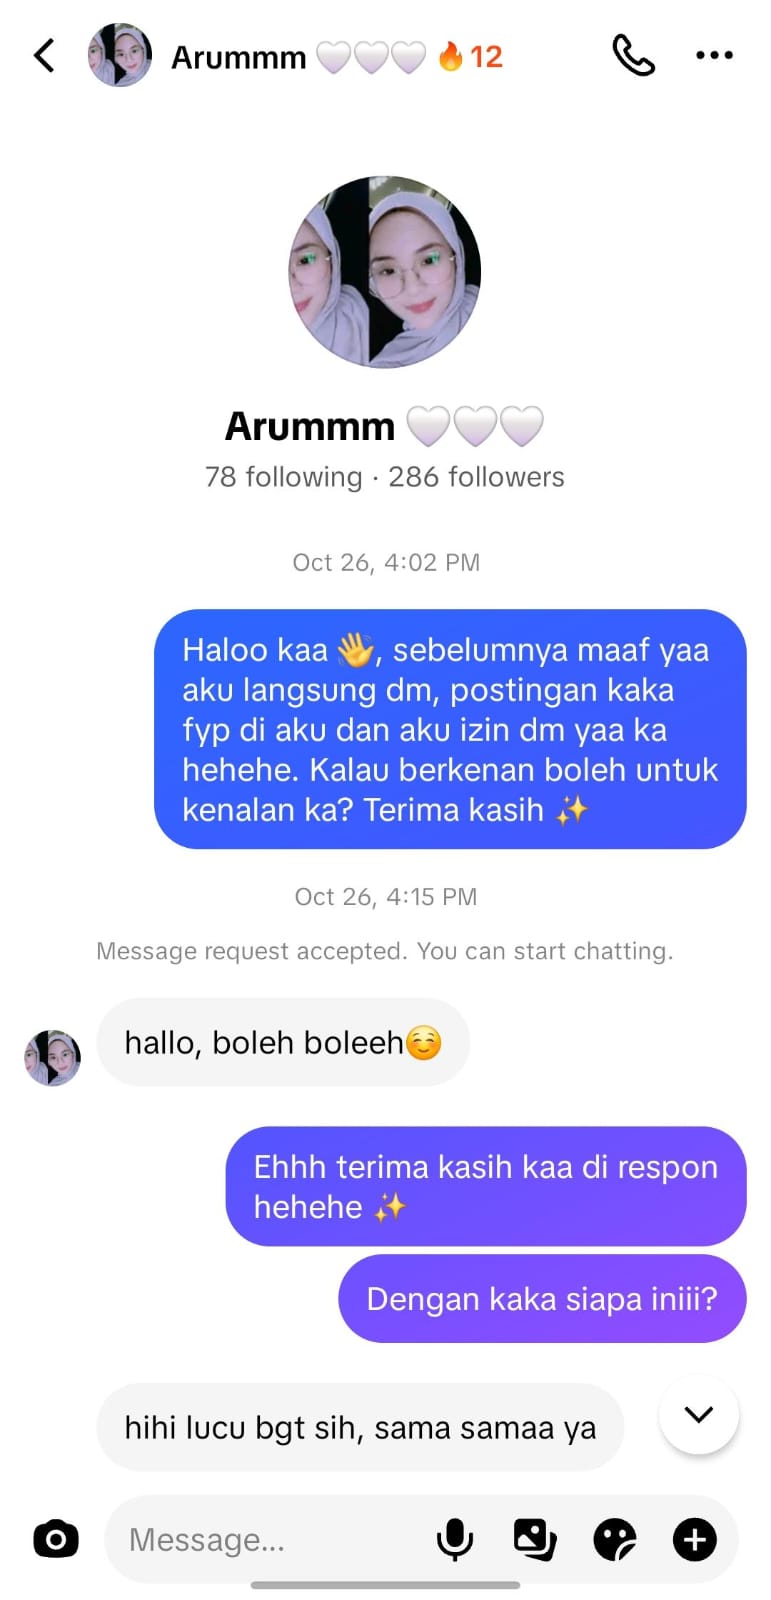 Arummm 🤍🤍🤍 🔥 12
Arummm 🤍🤍🤍
78 following · 286 followers
Oct 26, 4:02 PM
Haloo kaa 👋, sebelumnya maaf yaa
aku langsung dm, postingan kaka
fyp di aku dan aku izin dm yaa ka
hehehe. Kalau berkenan boleh untuk
kenalan ka? Terima kasih ✨
Oct 26, 4:15 PM
Message request accepted. You can start chatting.
hallo, boleh boleeh☺️
Ehhh terima kasih kaa di respon
hehehe ✨
Dengan kaka siapa iniii?
hihi lucu bgt sih, sama samaa ya
Message...